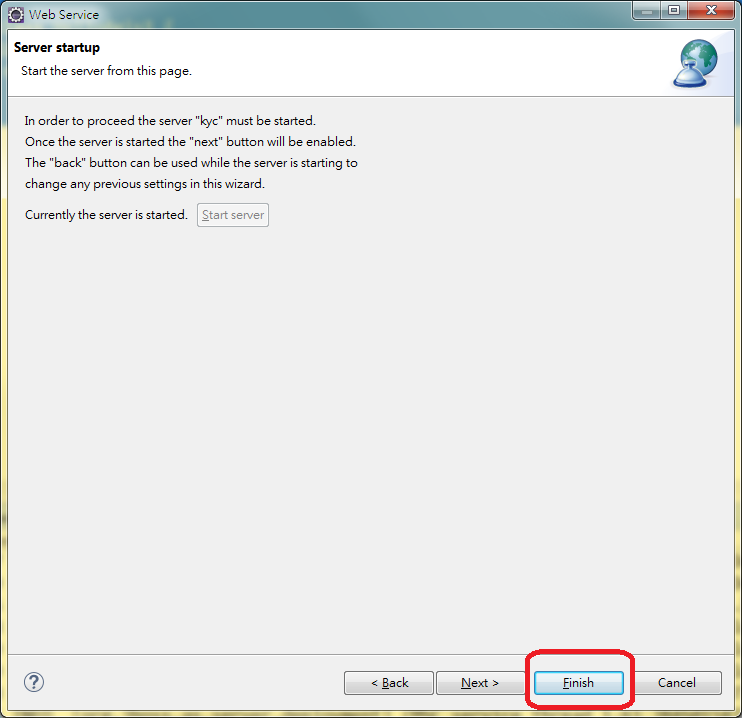 Web Service
Server startup
Start the server from this page.
In order to proceed the server "kyc" must be started.
Once the server is started the "next" button will be enabled.
The "back" button can be used while the server is starting to
change any previous settings in this wizard.
Currently the server is started. Start server
? < Back Next > Finish Cancel